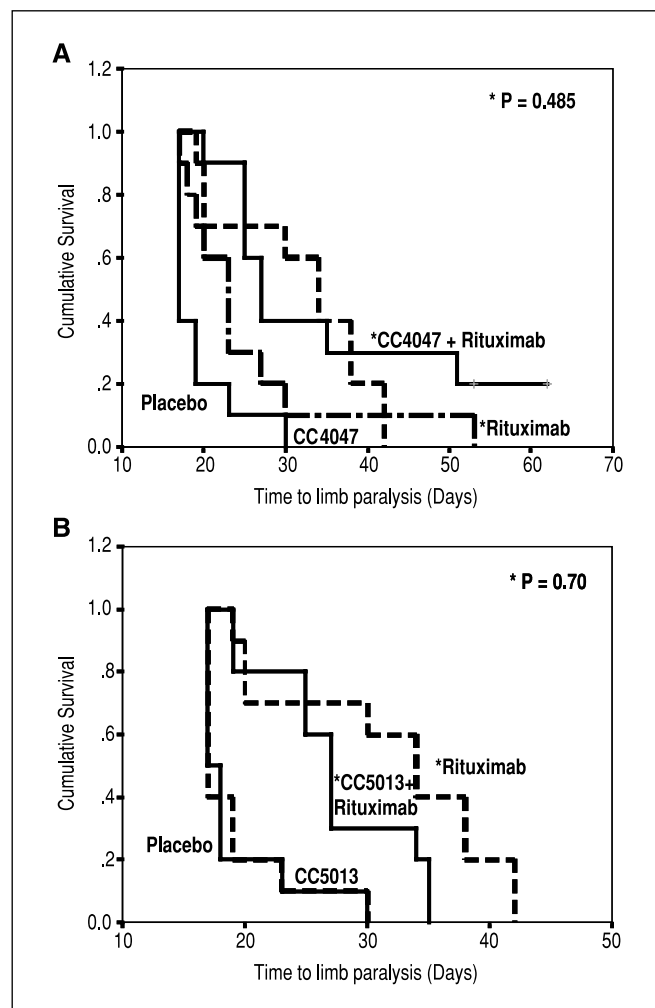 A
1.2
* P = 0.485
1.0
.8
.6
.4
.2
0.0
Cumulative Survival
*CC4047 + Rituximab
Placebo
CC4047
*Rituximab
10 20 30 40 50 60 70
Time to limb paralysis (Days)
B
1.2
* P = 0.70
1.0
.8
.6
.4
.2
0.0
Cumulative Survival
*Rituximab
*CC5013+
Rituximab
Placebo
CC5013
10 20 30 40 50
Time to limb paralysis (Days)